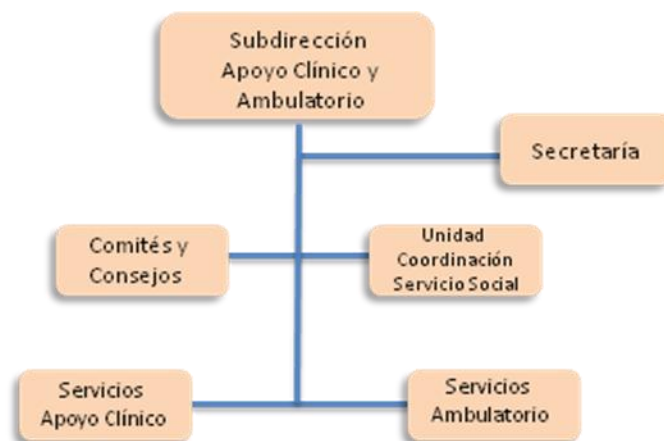 Subdirección
Apoyo Clínico y
Ambulatorio
Secretaría
Comités y
Consejos
Unidad
Coordinación
Servicio Social
Servicios
Apoyo Clínico
Servicios
Ambulatorio